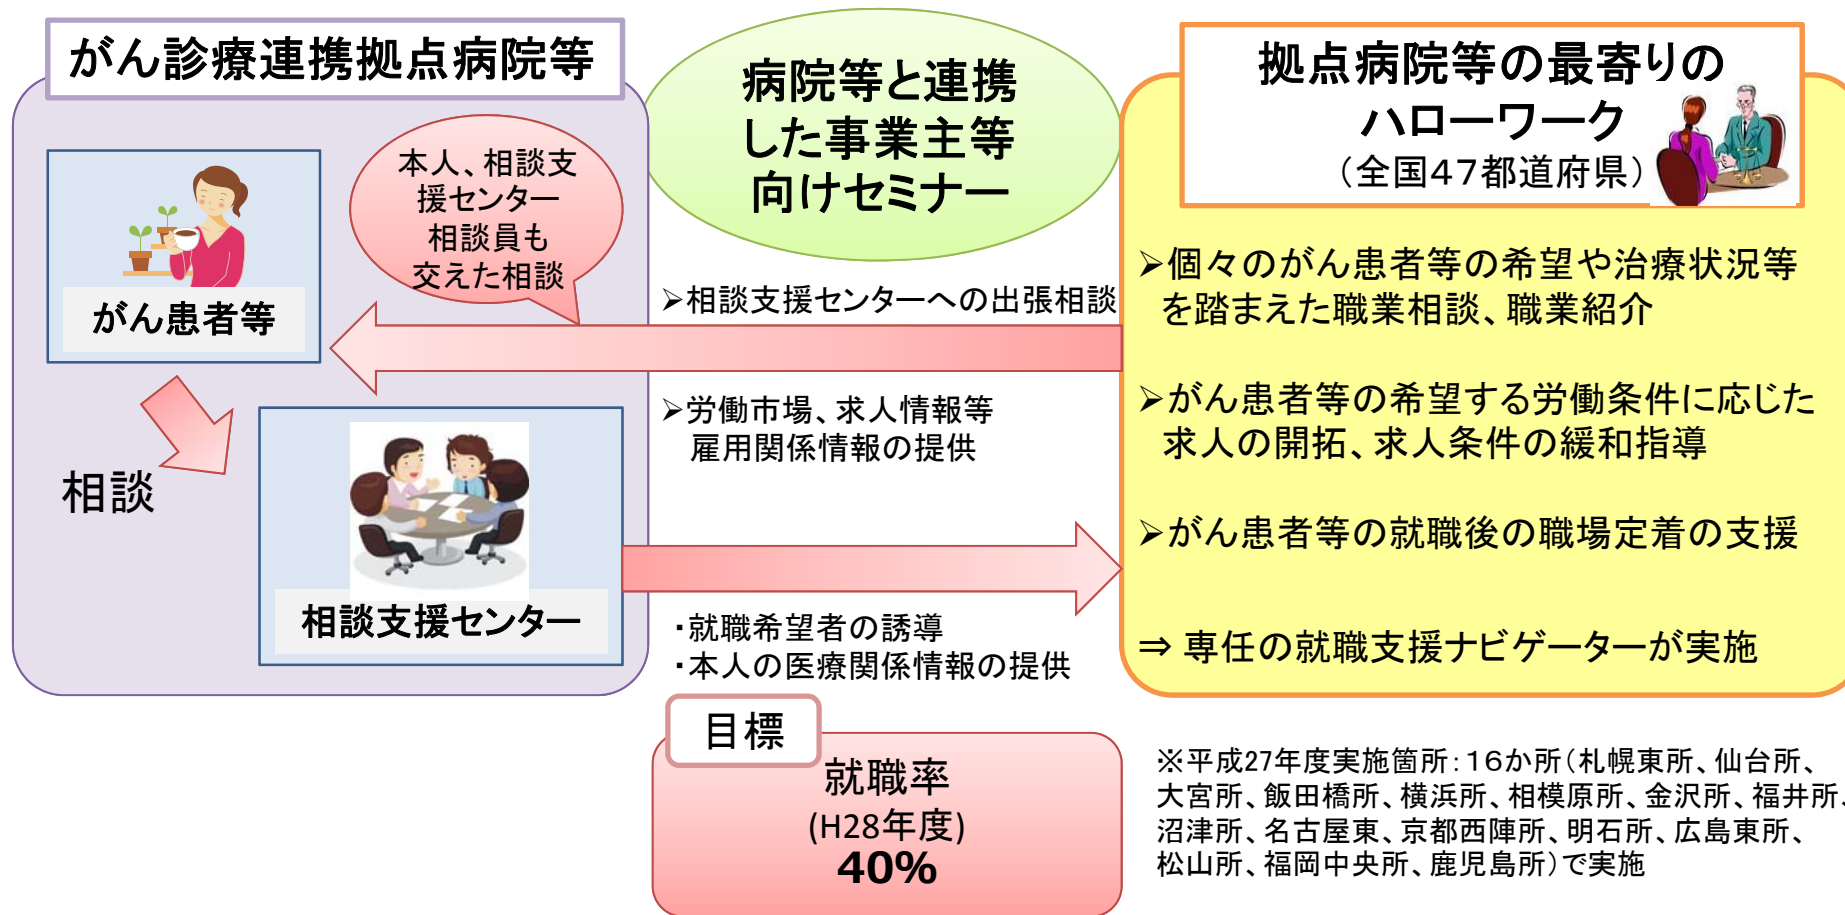 がん診療連携拠点病院等
がん患者等
本人、相談支
援センター
相談員も
交えた相談
相談
相談支援センター
病院等と連携
した事業主等
向けセミナー
➢相談支援センターへの出張相談
➢労働市場、求人情報等
雇用関係情報の提供
・就職希望者の誘導
・本人の医療関係情報の提供
拠点病院等の最寄りの
ハローワーク
（全国４７都道府県）
➢個々のがん患者等の希望や治療状況等
を踏まえた職業相談、職業紹介
➢がん患者等の希望する労働条件に応じた
求人の開拓、求人条件の緩和指導
➢がん患者等の就職後の職場定着の支援
⇒ 専任の就職支援ナビゲーターが実施
目標
就職率
(H28年度)
40%
※平成27年度実施箇所：１６か所（札幌東所、仙台所、
大宮所、飯田橋所、横浜所、相模原所、金沢所、福井所、
沼津所、名古屋東、京都西陣所、明石所、広島東所、
松山所、福岡中央所、鹿児島所）で実施